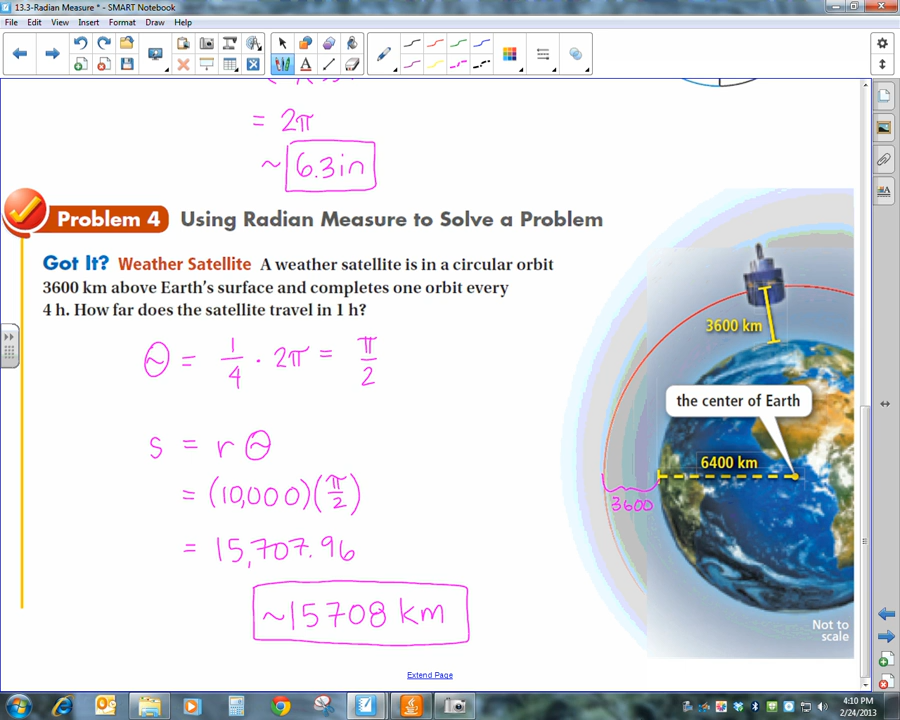 13.3-Radian Measure * - SMART Notebook
File Edit View Insert Format Draw Help
= 2π
~ 6.3in
Problem 4 Using Radian Measure to Solve a Problem
Got It? Weather Satellite A weather satellite is in a circular orbit
3600 km above Earth's surface and completes one orbit every
4 h. How far does the satellite travel in 1 h?
θ = 1/4 · 2π = π/2
s = r θ
= (10,000)(π/2)
= 15,707.96
~15708 km
3600 km
the center of Earth
6400 km
3600
Not to
scale
Extend Page
4:10 PM
2/24/2013